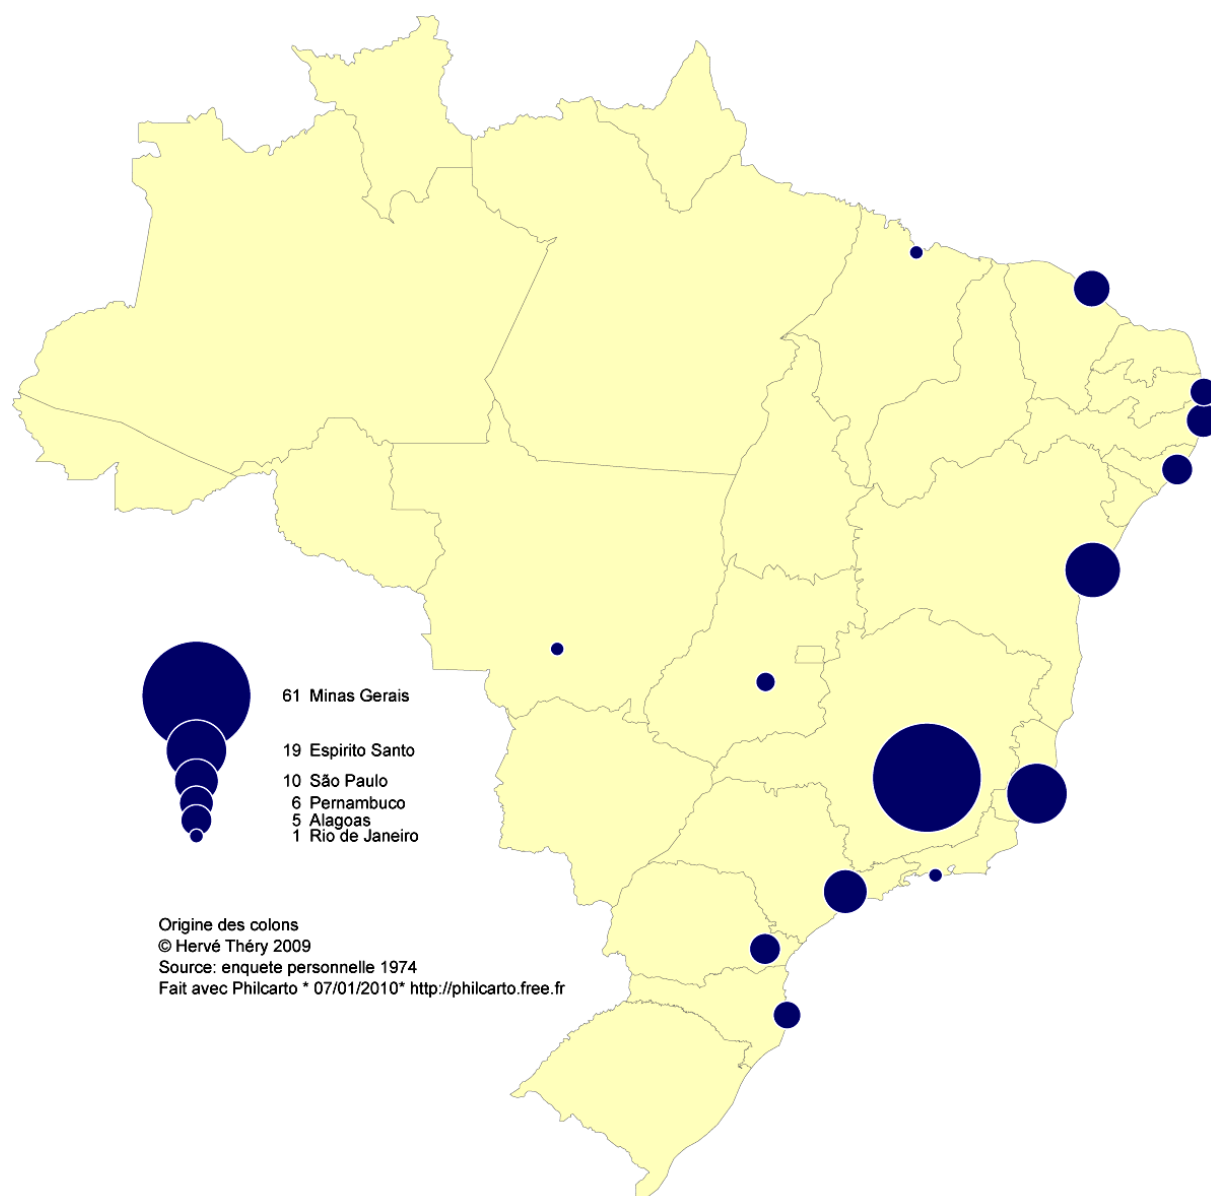 61 Minas Gerais
19 Espirito Santo
10 São Paulo
6 Pernambuco
5 Alagoas
1 Rio de Janeiro
Origine des colons
© Hervé Théry 2009
Source: enquete personnelle 1974
Fait avec Philcarto * 07/01/2010* http://philcarto.free.fr